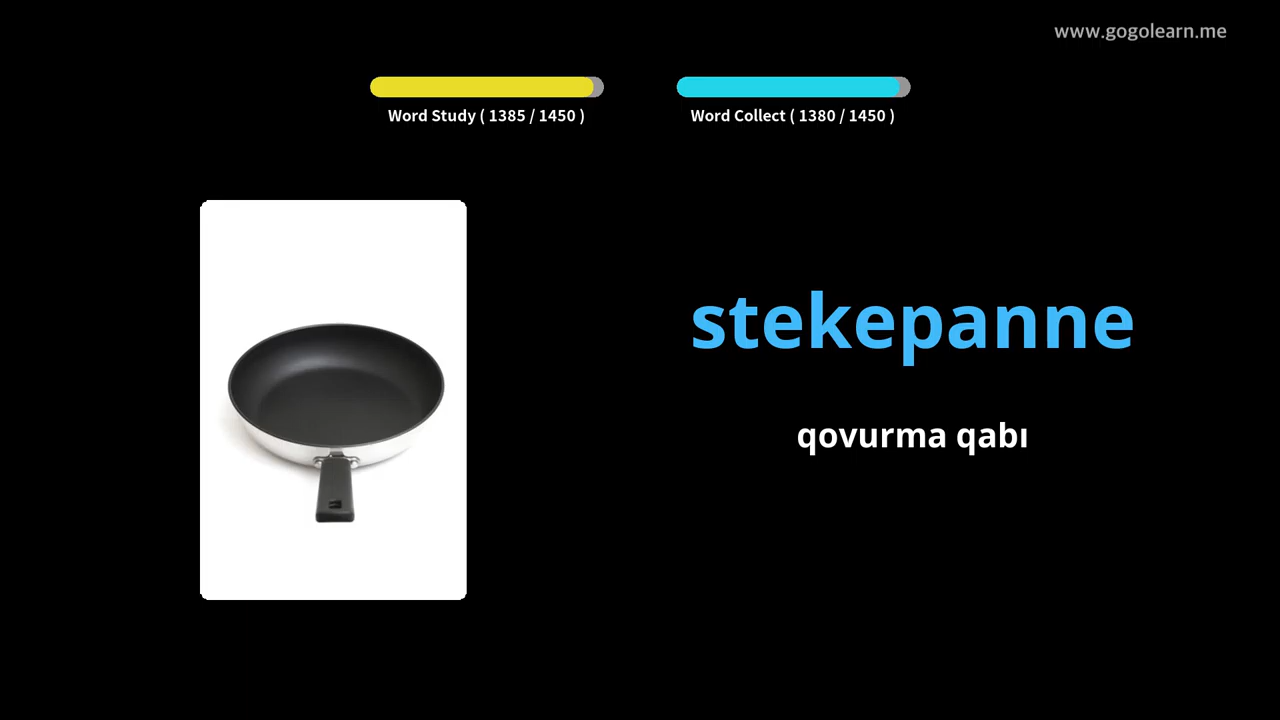 www.gogolearn.me
Word Study ( 1385 / 1450 )
Word Collect ( 1380 / 1450 )
stekepanne
qovurma qabı